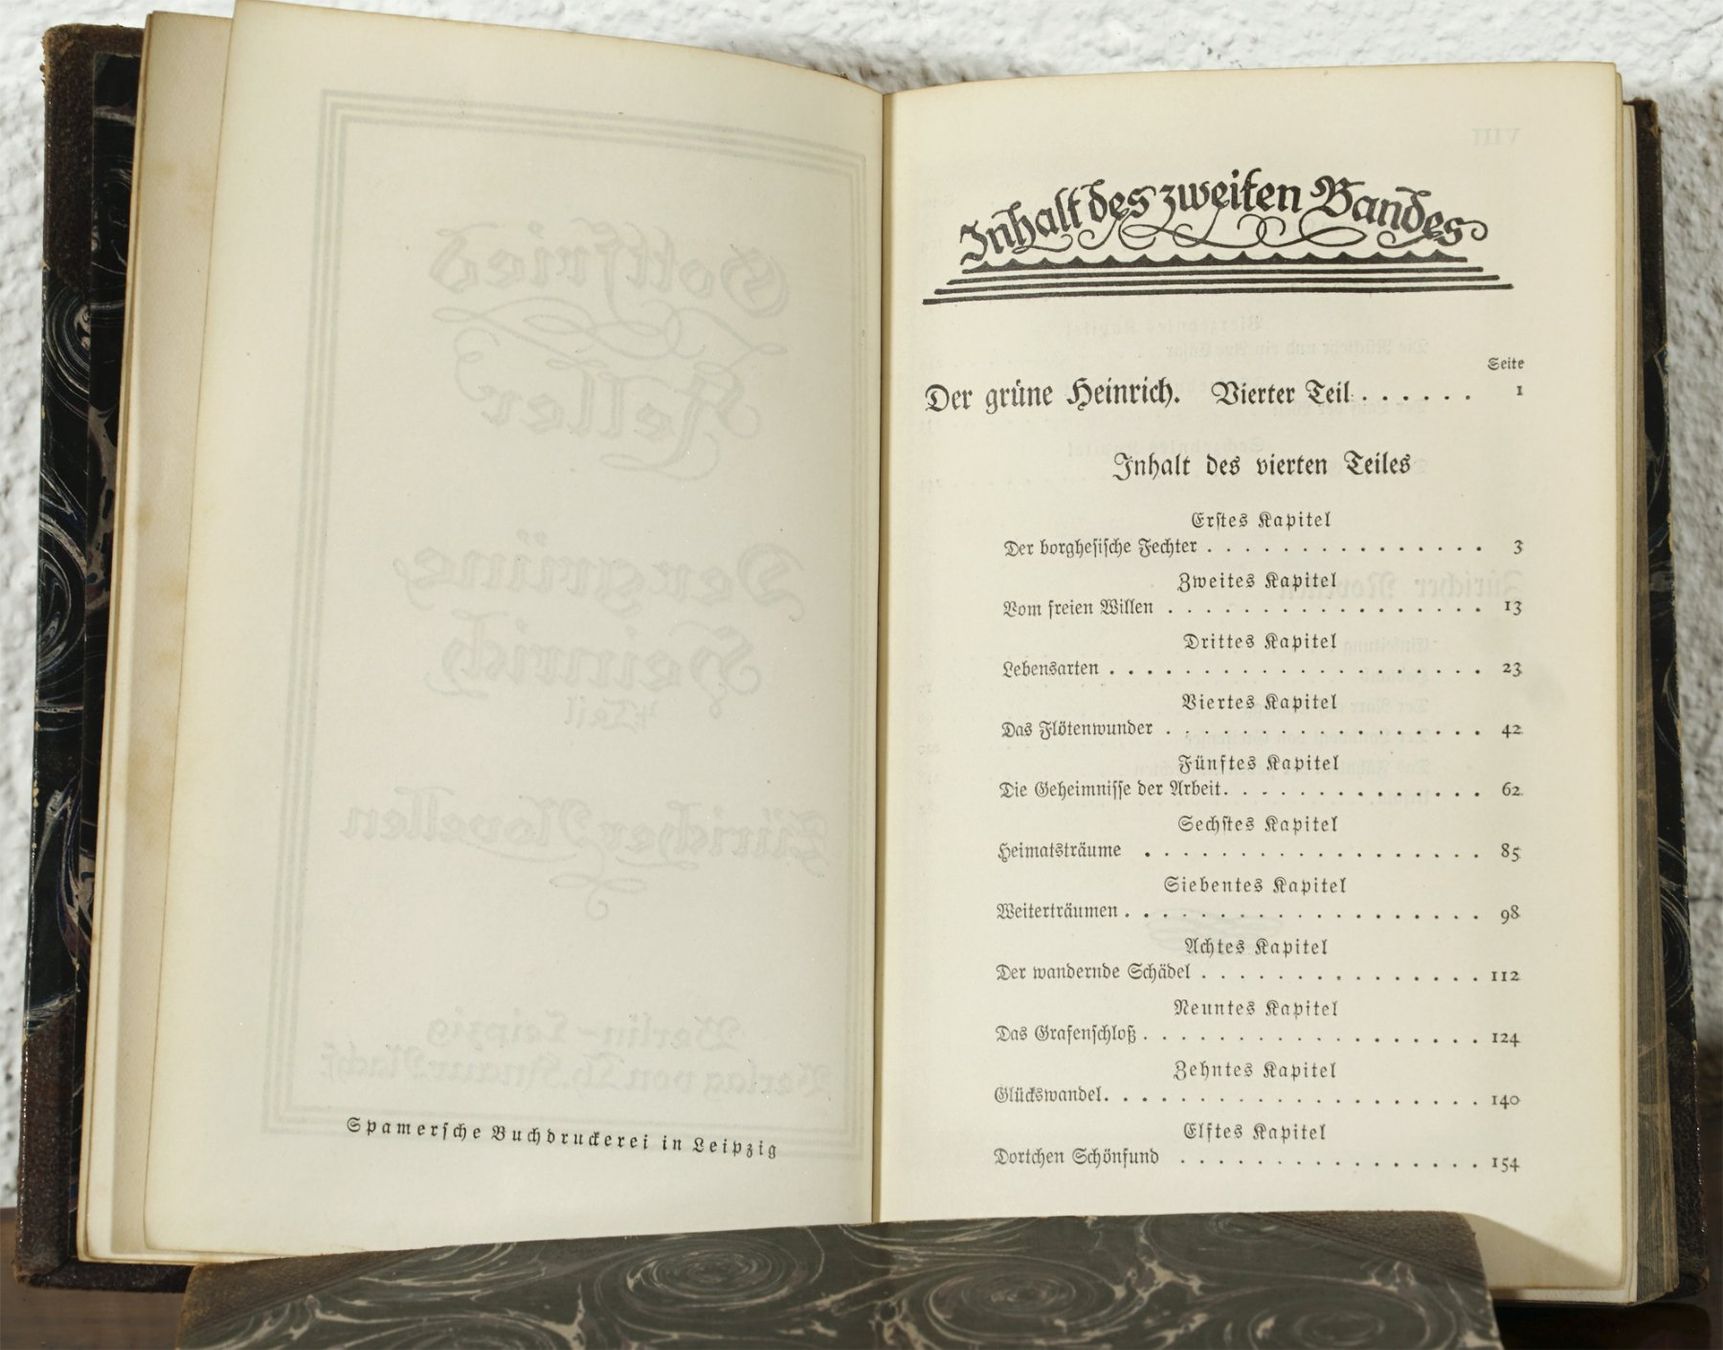 Spamersche Buchdruckerei in Leipzig
Inhalt des zweiten Bandes
Seite
Der grüne Heinrich. Vierter Teil . . . . . . 1
Inhalt des vierten Teiles
Erstes Kapitel
Der borghesische Fechter . . . . . . . . . . . . . . . 3
Zweites Kapitel
Vom freien Willen . . . . . . . . . . . . . . . . . 13
Drittes Kapitel
Lebensarten . . . . . . . . . . . . . . . . . . . . 23
Viertes Kapitel
Das Flötenwunder . . . . . . . . . . . . . . . . . 42
Fünftes Kapitel
Die Geheimnisse der Arbeit . . . . . . . . . . . . . . 62
Sechstes Kapitel
Heimatsträume . . . . . . . . . . . . . . . . . . 85
Siebentes Kapitel
Weiterträumen . . . . . . . . . . . . . . . . . . . 98
Achtes Kapitel
Der wandernde Schädel . . . . . . . . . . . . . . . 112
Neuntes Kapitel
Das Grafenschloß . . . . . . . . . . . . . . . . . . 124
Zehntes Kapitel
Glückswandel . . . . . . . . . . . . . . . . . . . . 140
Elftes Kapitel
Dortchen Schönfund . . . . . . . . . . . . . . . . 154